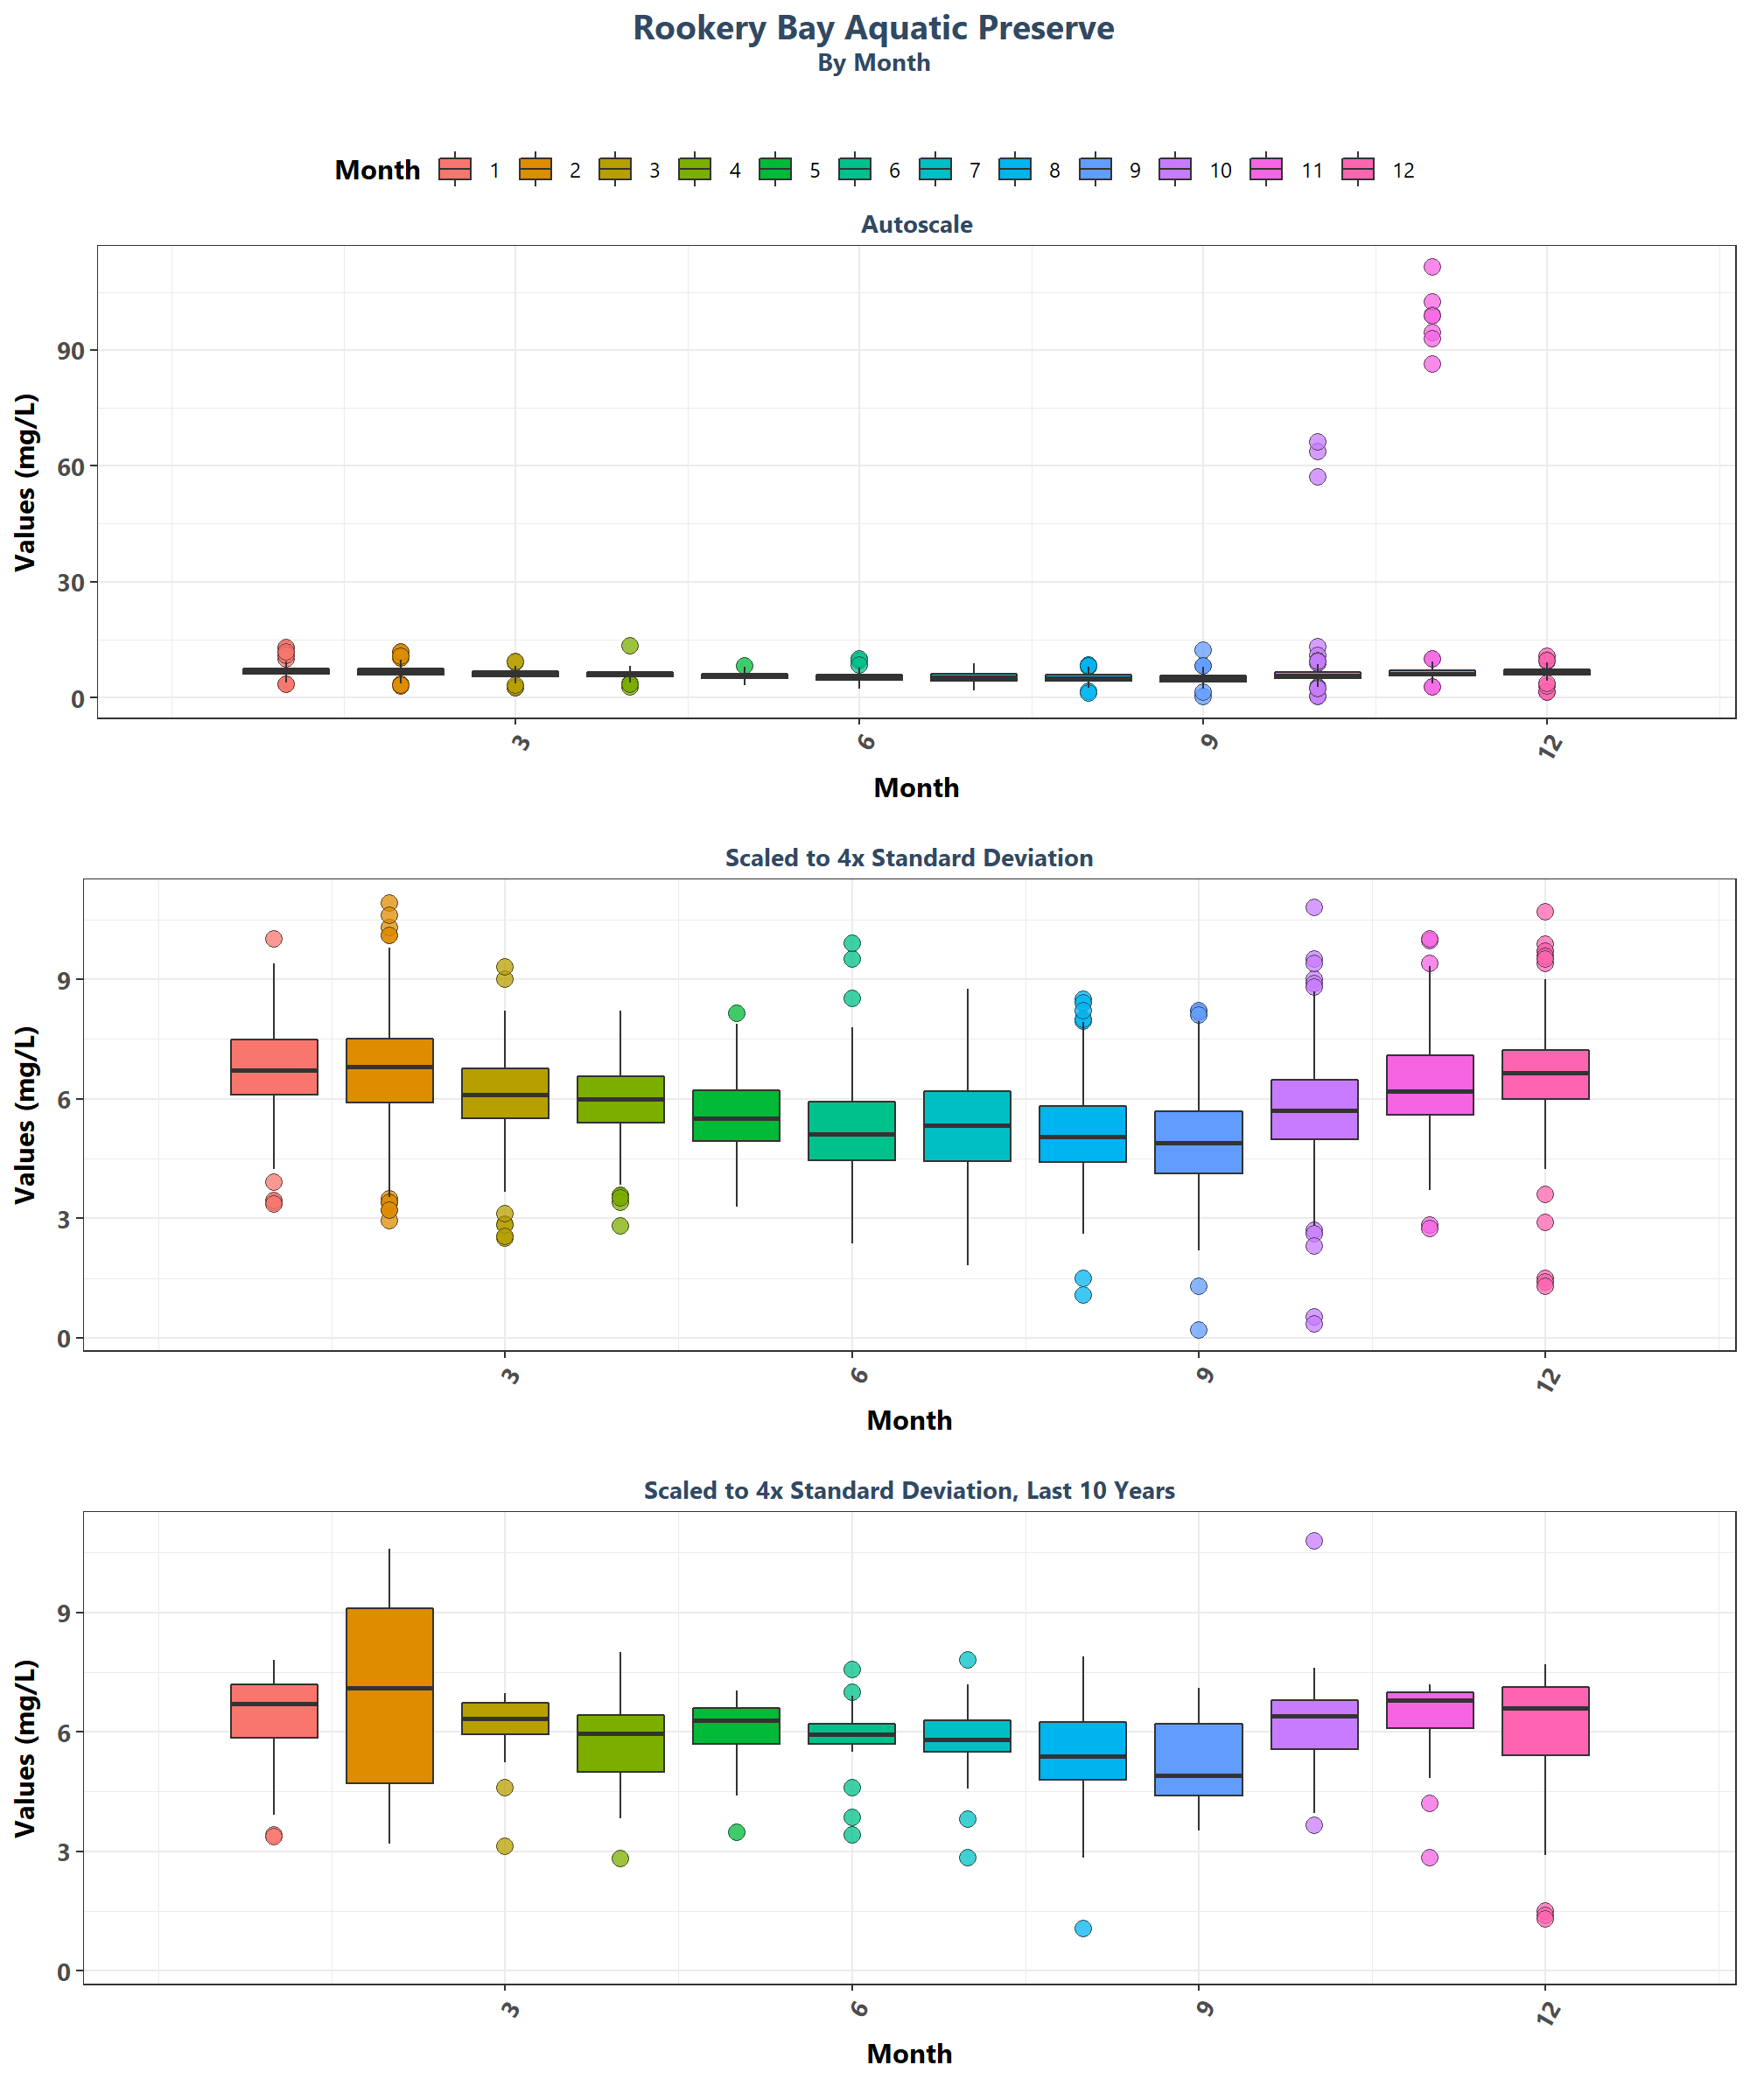 Rookery Bay Aquatic Preserve
By Month
Month 1 2 3 4 5 6 7 8 9 10 11 12
Autoscale
Values (mg/L)
90
60
30
0
3 6 9 12
Month
Scaled to 4x Standard Deviation
Values (mg/L)
9
6
3
0
3 6 9 12
Month
Scaled to 4x Standard Deviation, Last 10 Years
Values (mg/L)
9
6
3
0
3 6 9 12
Month